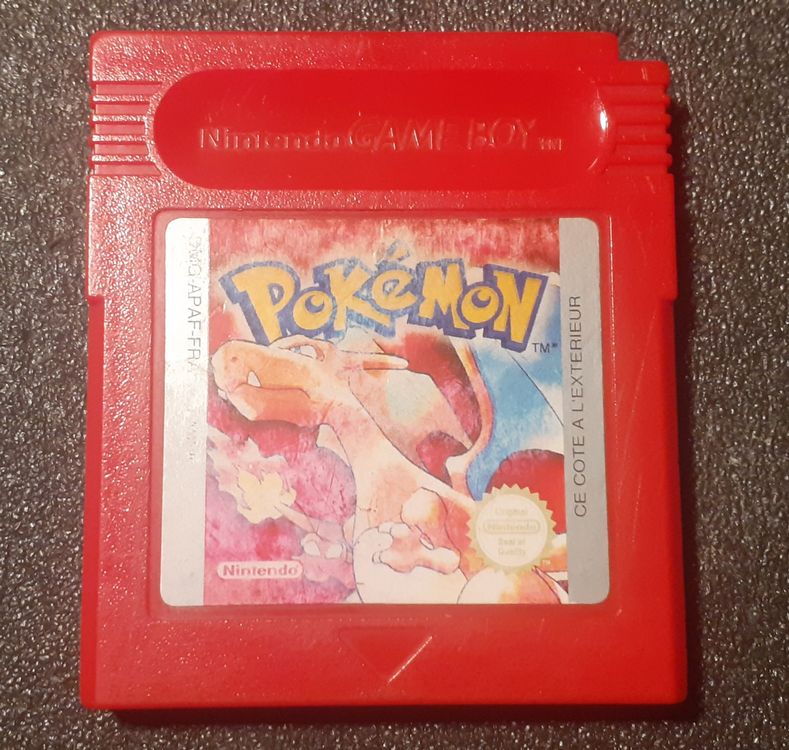 Nintendo GAME BOY TM
DMG-APAF-FRA
POKéMON
TM
CE COTE A L'EXTERIEUR
Original
Nintendo
Seal of
Quality
Nintendo